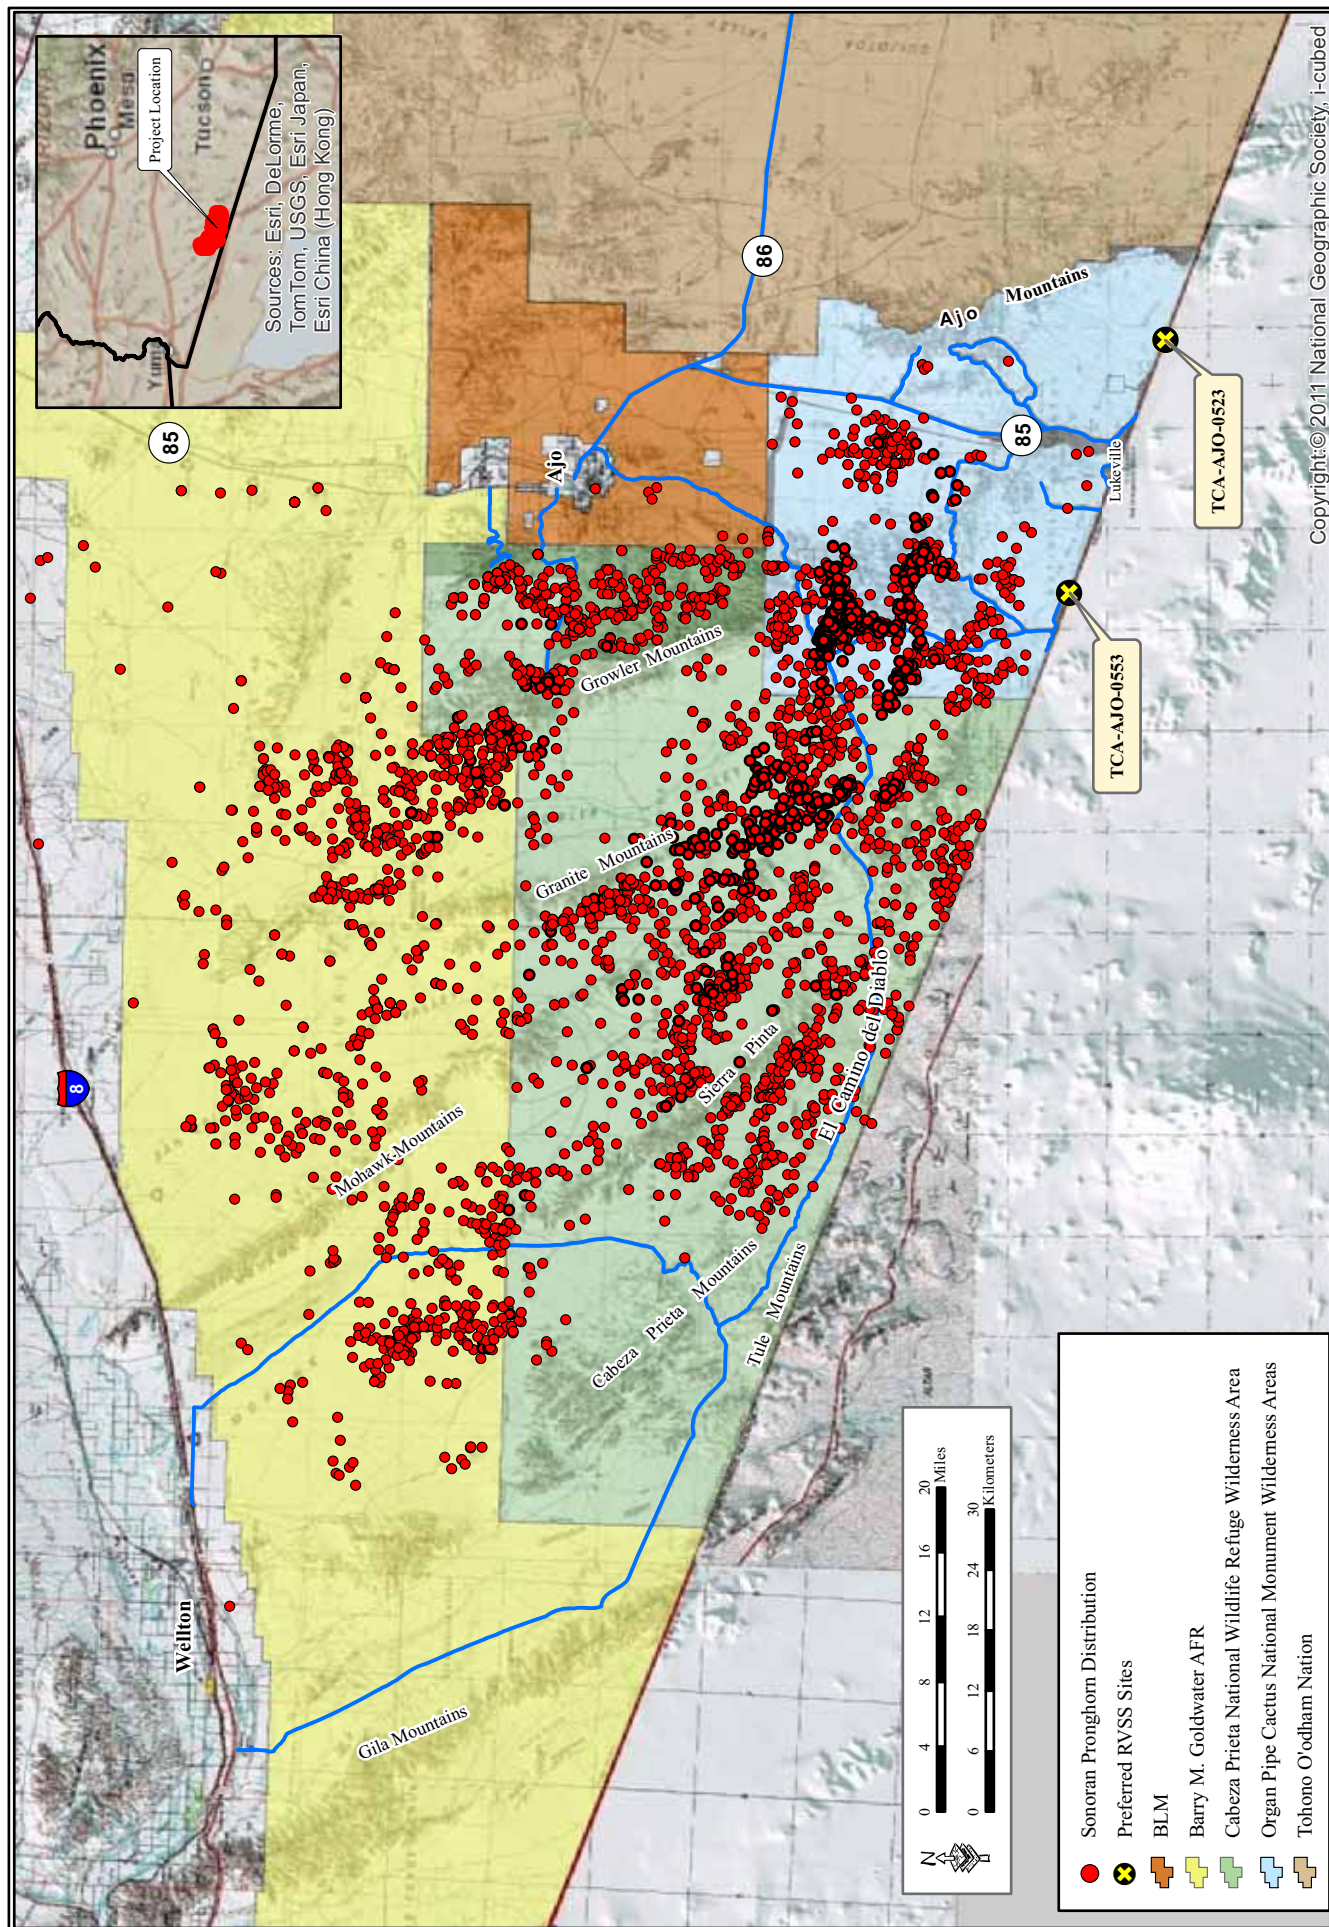 Phoenix
Mesa
Tucson
Yuma
Project Location
Sources: Esri, DeLorme,
TomTom, USGS, Esri Japan,
Esri China (Hong Kong)
8
Wellton
85
Ajo
86
Gila Mountains
Mohawk Mountains
Granite Mountains
Growler Mountains
Sierra Pinta
Cabeza Prieta Mountains
Tule Mountains
El Camino del Diablo
Ajo Mountains
85
Lukeville
TCA-AJO-0553
TCA-AJO-0523
N
0 4 8 12 16 20
Miles
0 6 12 18 24 30
Kilometers
Sonoran Pronghorn Distribution
Preferred RVSS Sites
BLM
Barry M. Goldwater AFR
Cabeza Prieta National Wildlife Refuge Wilderness Area
Organ Pipe Cactus National Monument Wilderness Areas
Tohono O'odham Nation
Copyright:© 2011 National Geographic Society, i-cubed